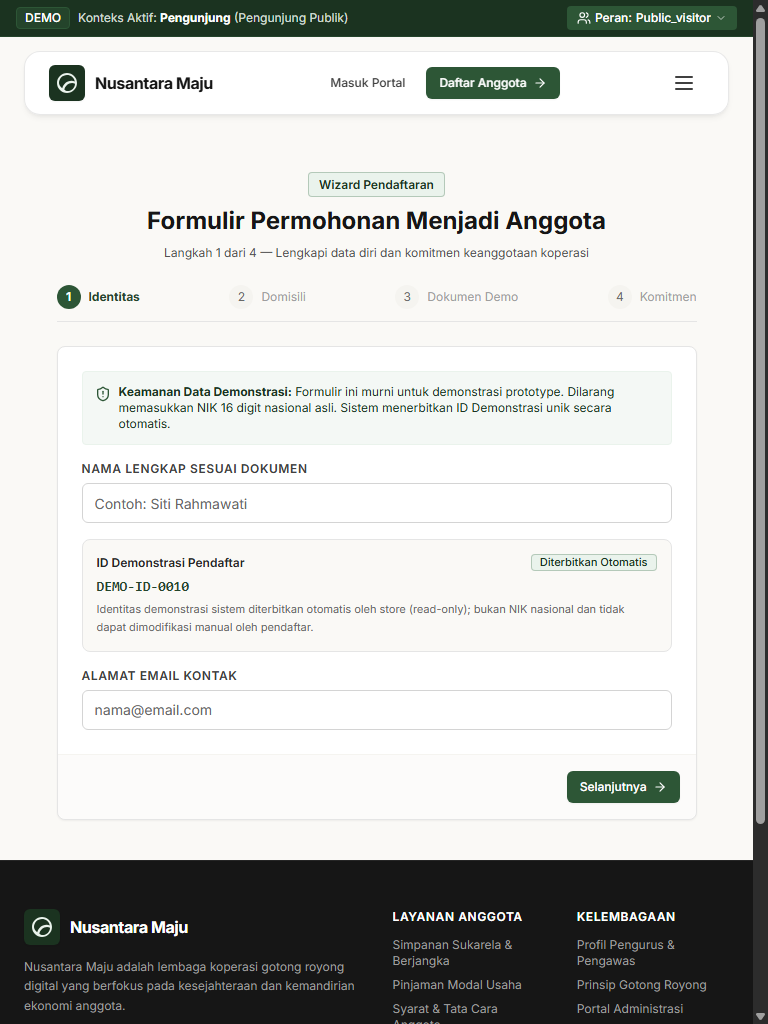 DEMO Konteks Aktif: Pengunjung (Pengunjung Publik) Peran: Public_visitor
Nusantara Maju Masuk Portal Daftar Anggota →
Wizard Pendaftaran
Formulir Permohonan Menjadi Anggota
Langkah 1 dari 4 — Lengkapi data diri dan komitmen keanggotaan koperasi
1 Identitas 2 Domisili 3 Dokumen Demo 4 Komitmen
Keamanan Data Demonstrasi: Formulir ini murni untuk demonstrasi prototype. Dilarang
memasukkan NIK 16 digit nasional asli. Sistem menerbitkan ID Demonstrasi unik secara
otomatis.
NAMA LENGKAP SESUAI DOKUMEN
Contoh: Siti Rahmawati
ID Demonstrasi Pendaftar Diterbitkan Otomatis
DEMO-ID-0010
Identitas demonstrasi sistem diterbitkan otomatis oleh store (read-only); bukan NIK nasional dan tidak
dapat dimodifikasi manual oleh pendaftar.
ALAMAT EMAIL KONTAK
nama@email.com
Selanjutnya →
Nusantara Maju
Nusantara Maju adalah lembaga koperasi gotong royong
digital yang berfokus pada kesejahteraan dan kemandirian
ekonomi anggota.
LAYANAN ANGGOTA
Simpanan Sukarela &
Berjangka
Pinjaman Modal Usaha
Syarat & Tata Cara
Anggota
KELEMBAGAAN
Profil Pengurus &
Pengawas
Prinsip Gotong Royong
Portal Administrasi